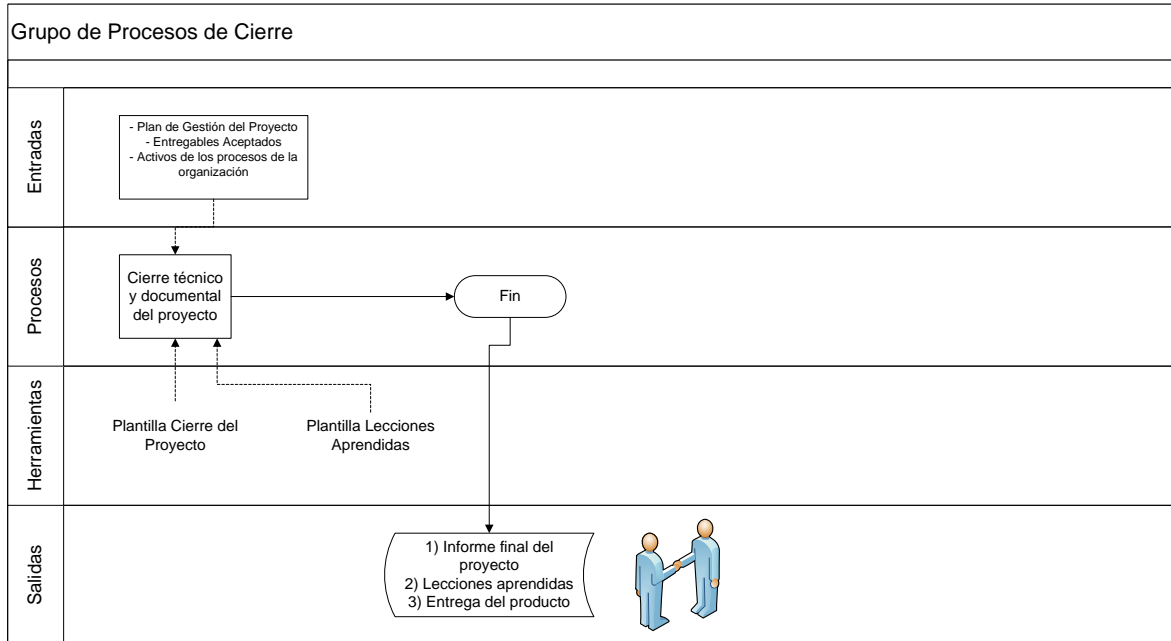 Grupo de Procesos de Cierre
Entradas
- Plan de Gestión del Proyecto
- Entregables Aceptados
- Activos de los procesos de la
organización
Procesos
Cierre técnico
y documental
del proyecto
Fin
Herramientas
Plantilla Cierre del
Proyecto
Plantilla Lecciones
Aprendidas
Salidas
1) Informe final del
proyecto
2) Lecciones aprendidas
3) Entrega del producto